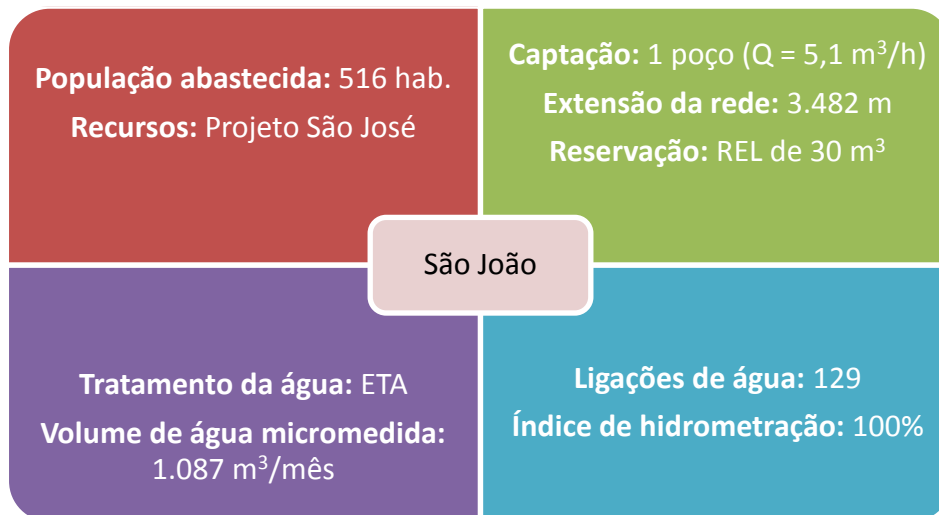 População abastecida: 516 hab.
Recursos: Projeto São José
Captação: 1 poço (Q = 5,1 m³/h)
Extensão da rede: 3.482 m
Reservação: REL de 30 m³
São João
Tratamento da água: ETA
Volume de água micromedida:
1.087 m³/mês
Ligações de água: 129
Índice de hidrometração: 100%